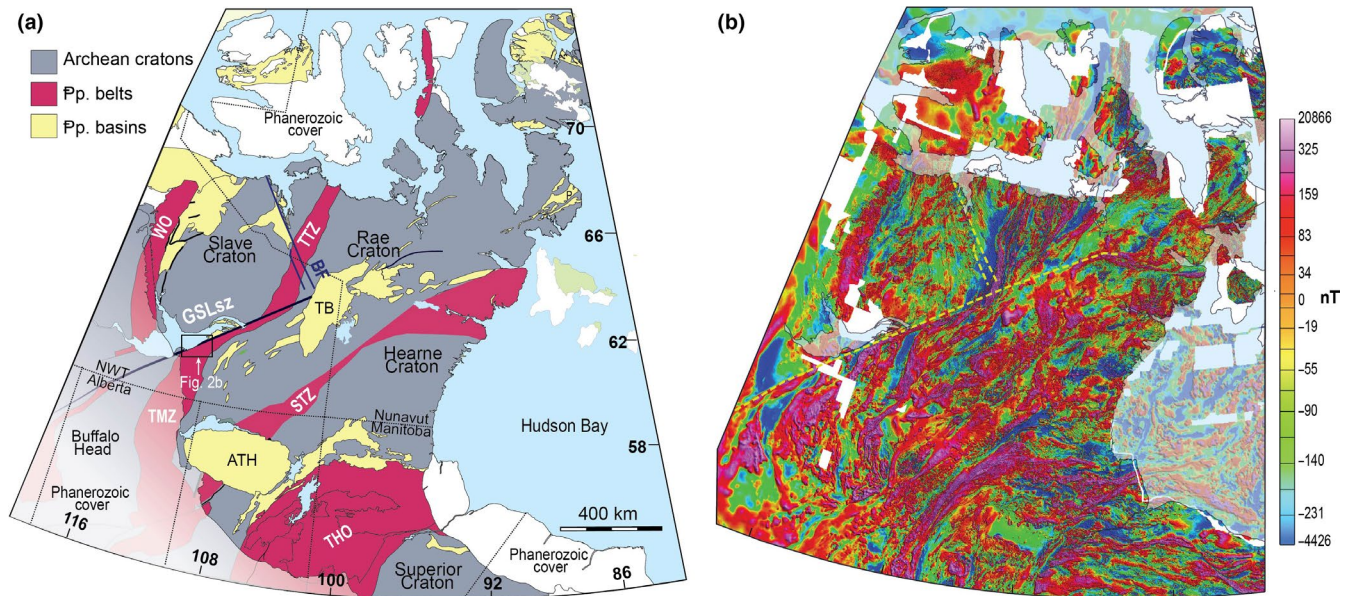 (a)
Archean cratons
Ᵽp. belts
Ᵽp. basins
Phanerozoic
cover
70
66
62
58
WO
Slave
Craton
TTZ
Rae
Craton
BF
P
GSLsz
TB
Fig. 2b
NWT
Alberta
STZ
Hearne
Craton
TMZ
Nunavut
Manitoba
Hudson Bay
Buffalo
Head
ATH
Phanerozoic
cover
116
THO
400 km
108
100
Superior
Craton
Phanerozoic
cover
92
86
(b)
20866
325
159
83
34
0
nT
-19
-55
-90
-140
-231
-4426